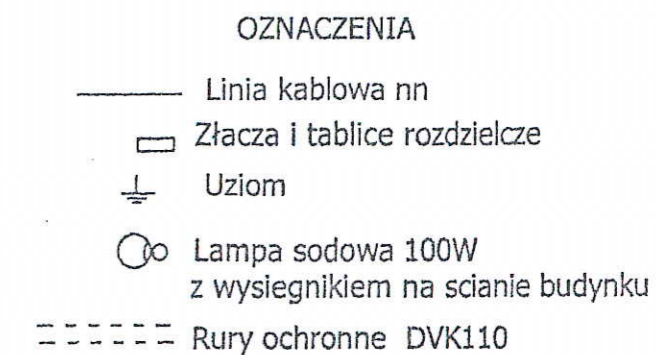 OZNACZENIA
Linia kablowa nn
Złacza i tablice rozdzielcze
Uziom
Lampa sodowa 100W
z wysiegnikiem na scianie budynku
Rury ochronne DVK110